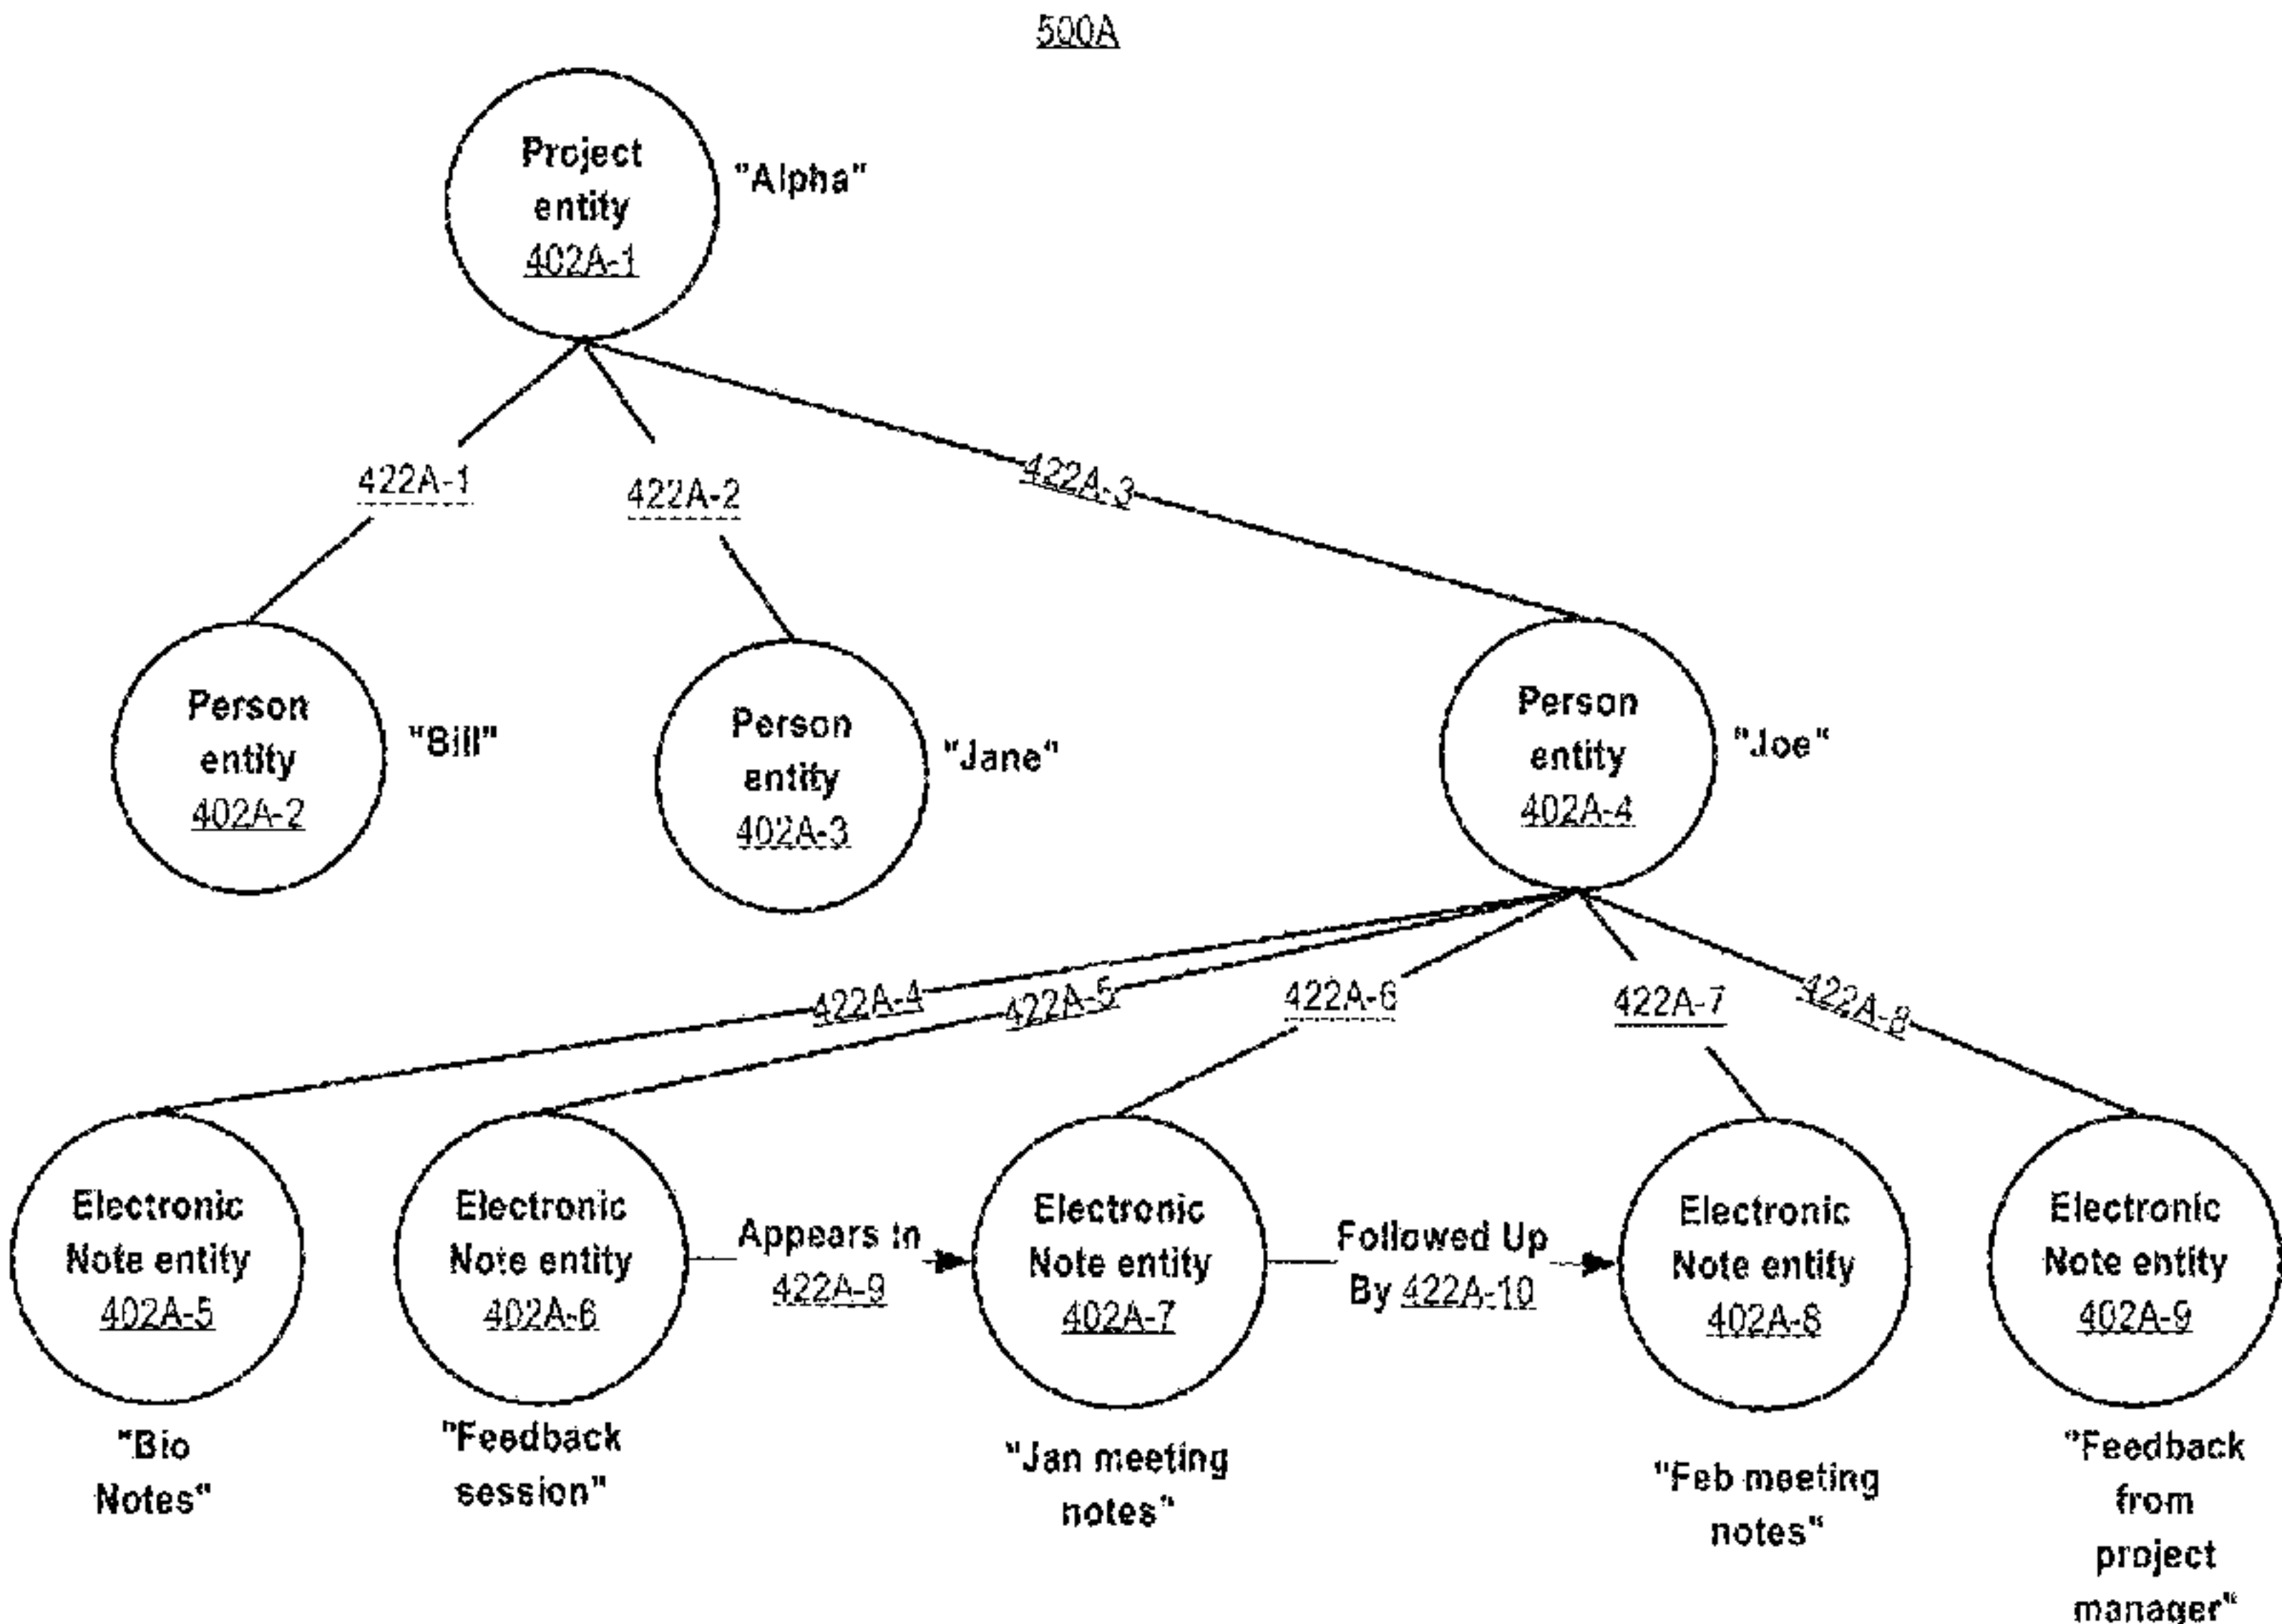 500A
Project
entity
402A-1
"Alpha"
422A-1
422A-2
422A-3
Person
entity
402A-2
"Bill"
Person
entity
402A-3
"Jane"
Person
entity
402A-4
"Joe"
422A-4
422A-5
422A-6
422A-7
422A-8
Electronic
Note entity
402A-5
Electronic
Note entity
402A-6
Appears In
422A-9
Electronic
Note entity
402A-7
Followed Up
By 422A-10
Electronic
Note entity
402A-8
Electronic
Note entity
402A-9
"Bio
Notes"
"Feedback
session"
"Jan meeting
notes"
"Feb meeting
notes"
"Feedback
from
project
manager"